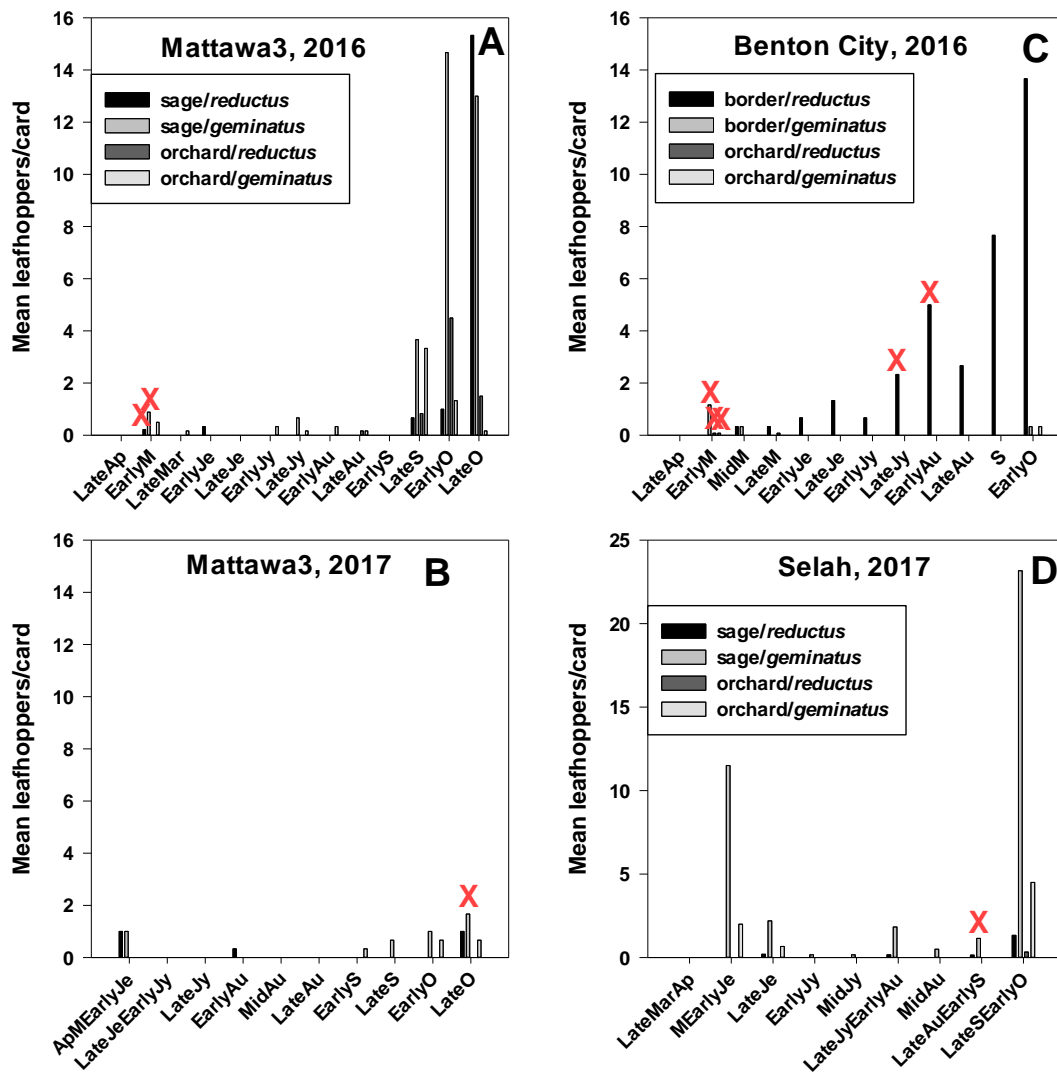 Mattawa3, 2016
A
Mean leafhoppers/card
16
14
12
10
8
6
4
2
0
sage/reductus
sage/geminatus
orchard/reductus
orchard/geminatus
X
X
LateAp
EarlyM
LateMar
EarlyJe
LateJe
EarlyJy
LateJy
EarlyAu
LateAu
EarlyS
LateS
EarlyO
LateO
Benton City, 2016
C
Mean leafhoppers/card
16
14
12
10
8
6
4
2
0
border/reductus
border/geminatus
orchard/reductus
orchard/geminatus
X
X
X
X
X
LateAp
EarlyM
MidM
LateM
EarlyJe
LateJe
EarlyJy
LateJy
EarlyAu
LateAu
S
EarlyO
Mattawa3, 2017
B
Mean leafhoppers/card
16
14
12
10
8
6
4
2
0
X
ApMEarlyJe
LateJeEarlyJy
LateJy
EarlyAu
MidAu
LateAu
EarlyS
LateS
EarlyO
LateO
Selah, 2017
D
Mean leafhoppers/card
25
20
15
10
5
0
sage/reductus
sage/geminatus
orchard/reductus
orchard/geminatus
X
LateMarAp
MEarlyJe
LateJe
EarlyJy
MidJy
LateJyEarlyAu
MidAu
LateAuEarlyS
LateSEarlyO